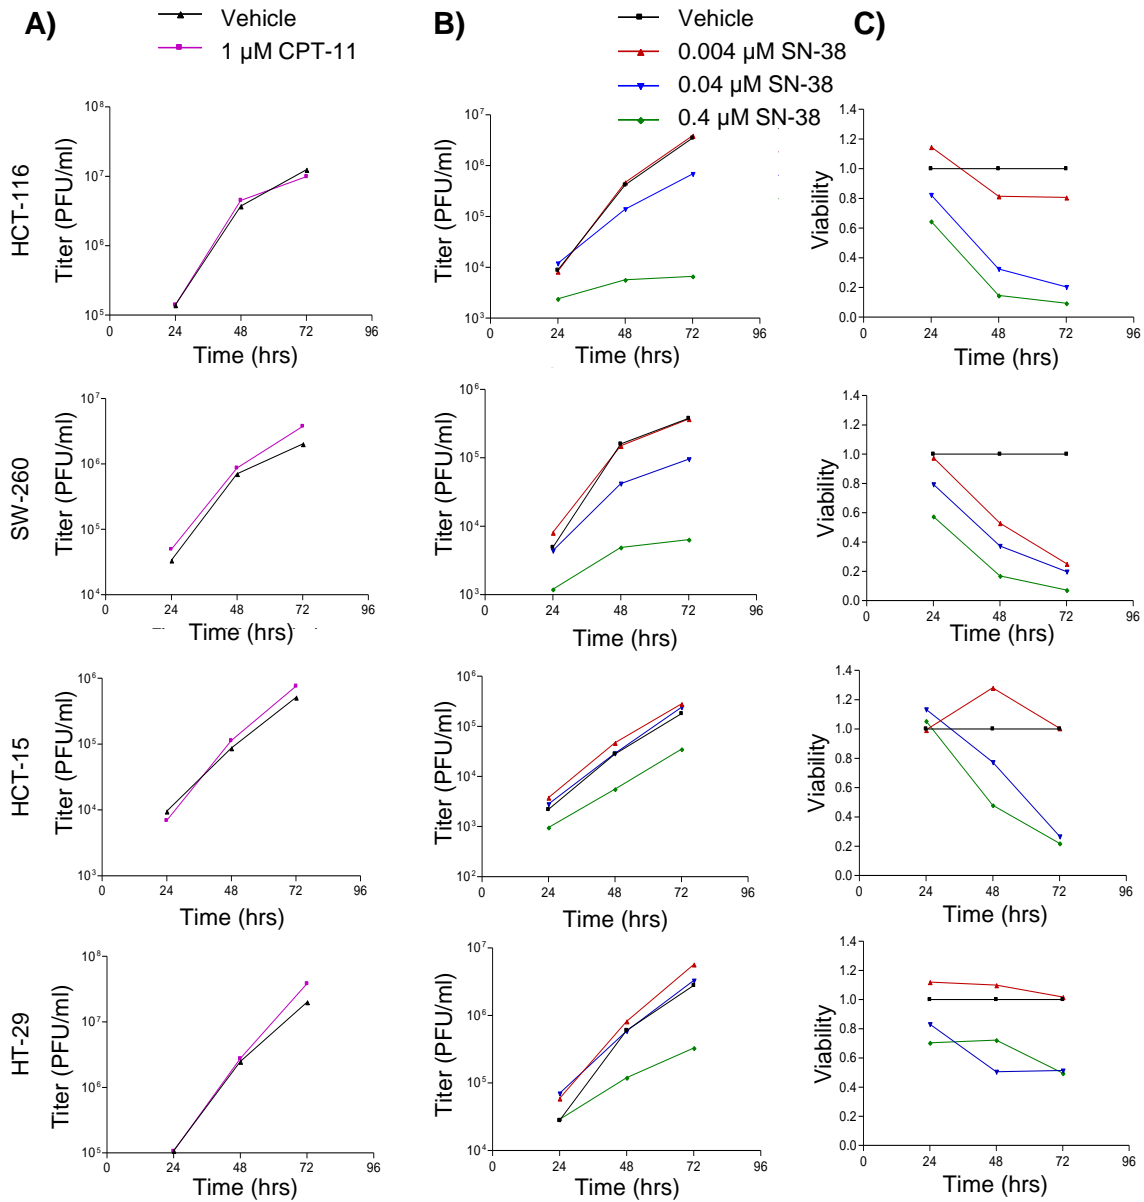 A)
Vehicle
1 µM CPT-11
B)
Vehicle
0.004 µM SN-38
0.04 µM SN-38
0.4 µM SN-38
C)
HCT-116
Titer (PFU/ml)
10⁸
10⁷
10⁶
10⁵
0 24 48 72 96
Time (hrs)
Titer (PFU/ml)
10⁷
10⁶
10⁵
10⁴
10³
0 24 48 72 96
Time (hrs)
Viability
1.4
1.2
1.0
0.8
0.6
0.4
0.2
0.0
0 24 48 72 96
Time (hrs)
SW-260
Titer (PFU/ml)
10⁷
10⁶
10⁵
10⁴
0 24 48 72 96
Time (hrs)
Titer (PFU/ml)
10⁶
10⁵
10⁴
10³
0 24 48 72 96
Time (hrs)
Viability
1.4
1.2
1.0
0.8
0.6
0.4
0.2
0.0
0 24 48 72 96
Time (hrs)
HCT-15
Titer (PFU/ml)
10⁶
10⁵
10⁴
10³
0 24 48 72 96
Time (hrs)
Titer (PFU/ml)
10⁶
10⁵
10⁴
10³
10²
0 24 48 72 96
Time (hrs)
Viability
1.4
1.2
1.0
0.8
0.6
0.4
0.2
0.0
0 24 48 72 96
Time (hrs)
HT-29
Titer (PFU/ml)
10⁸
10⁷
10⁶
10⁵
0 24 48 72 96
Time (hrs)
Titer (PFU/ml)
10⁷
10⁶
10⁵
10⁴
0 24 48 72 96
Time (hrs)
Viability
1.4
1.2
1.0
0.8
0.6
0.4
0.2
0.0
0 24 48 72 96
Time (hrs)